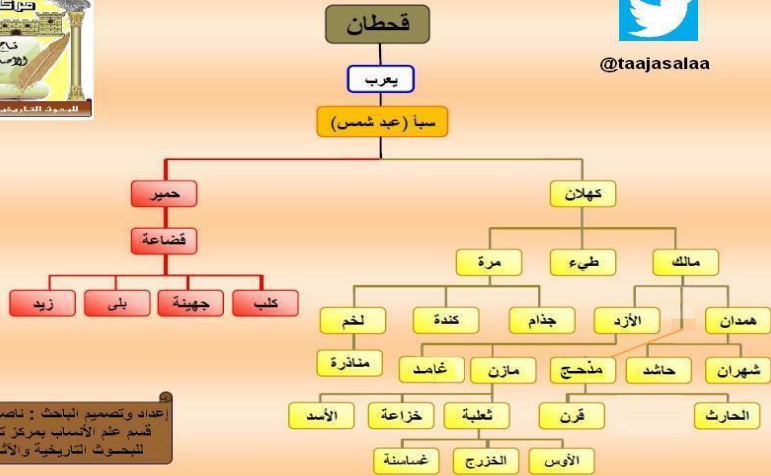 قحطان
@taajasalaa
يعرب
سبأ (عبد شمس)
حمير
كهلان
قضاعة
مرة
طيء
مالك
زيد
بلى
جهينة
كلب
لخم
كندة
جذام
الأزد
همدان
مناذرة
غامد
مازن
مذحج
حاشد
شهران
الأسد
خزاعة
ثعلبة
قرن
الحارث
غساسنة
الخزرج
الأوس
إعداد وتصميم الباحث :
قسم علم الأنساب بمركز
للبحوث التاريخية